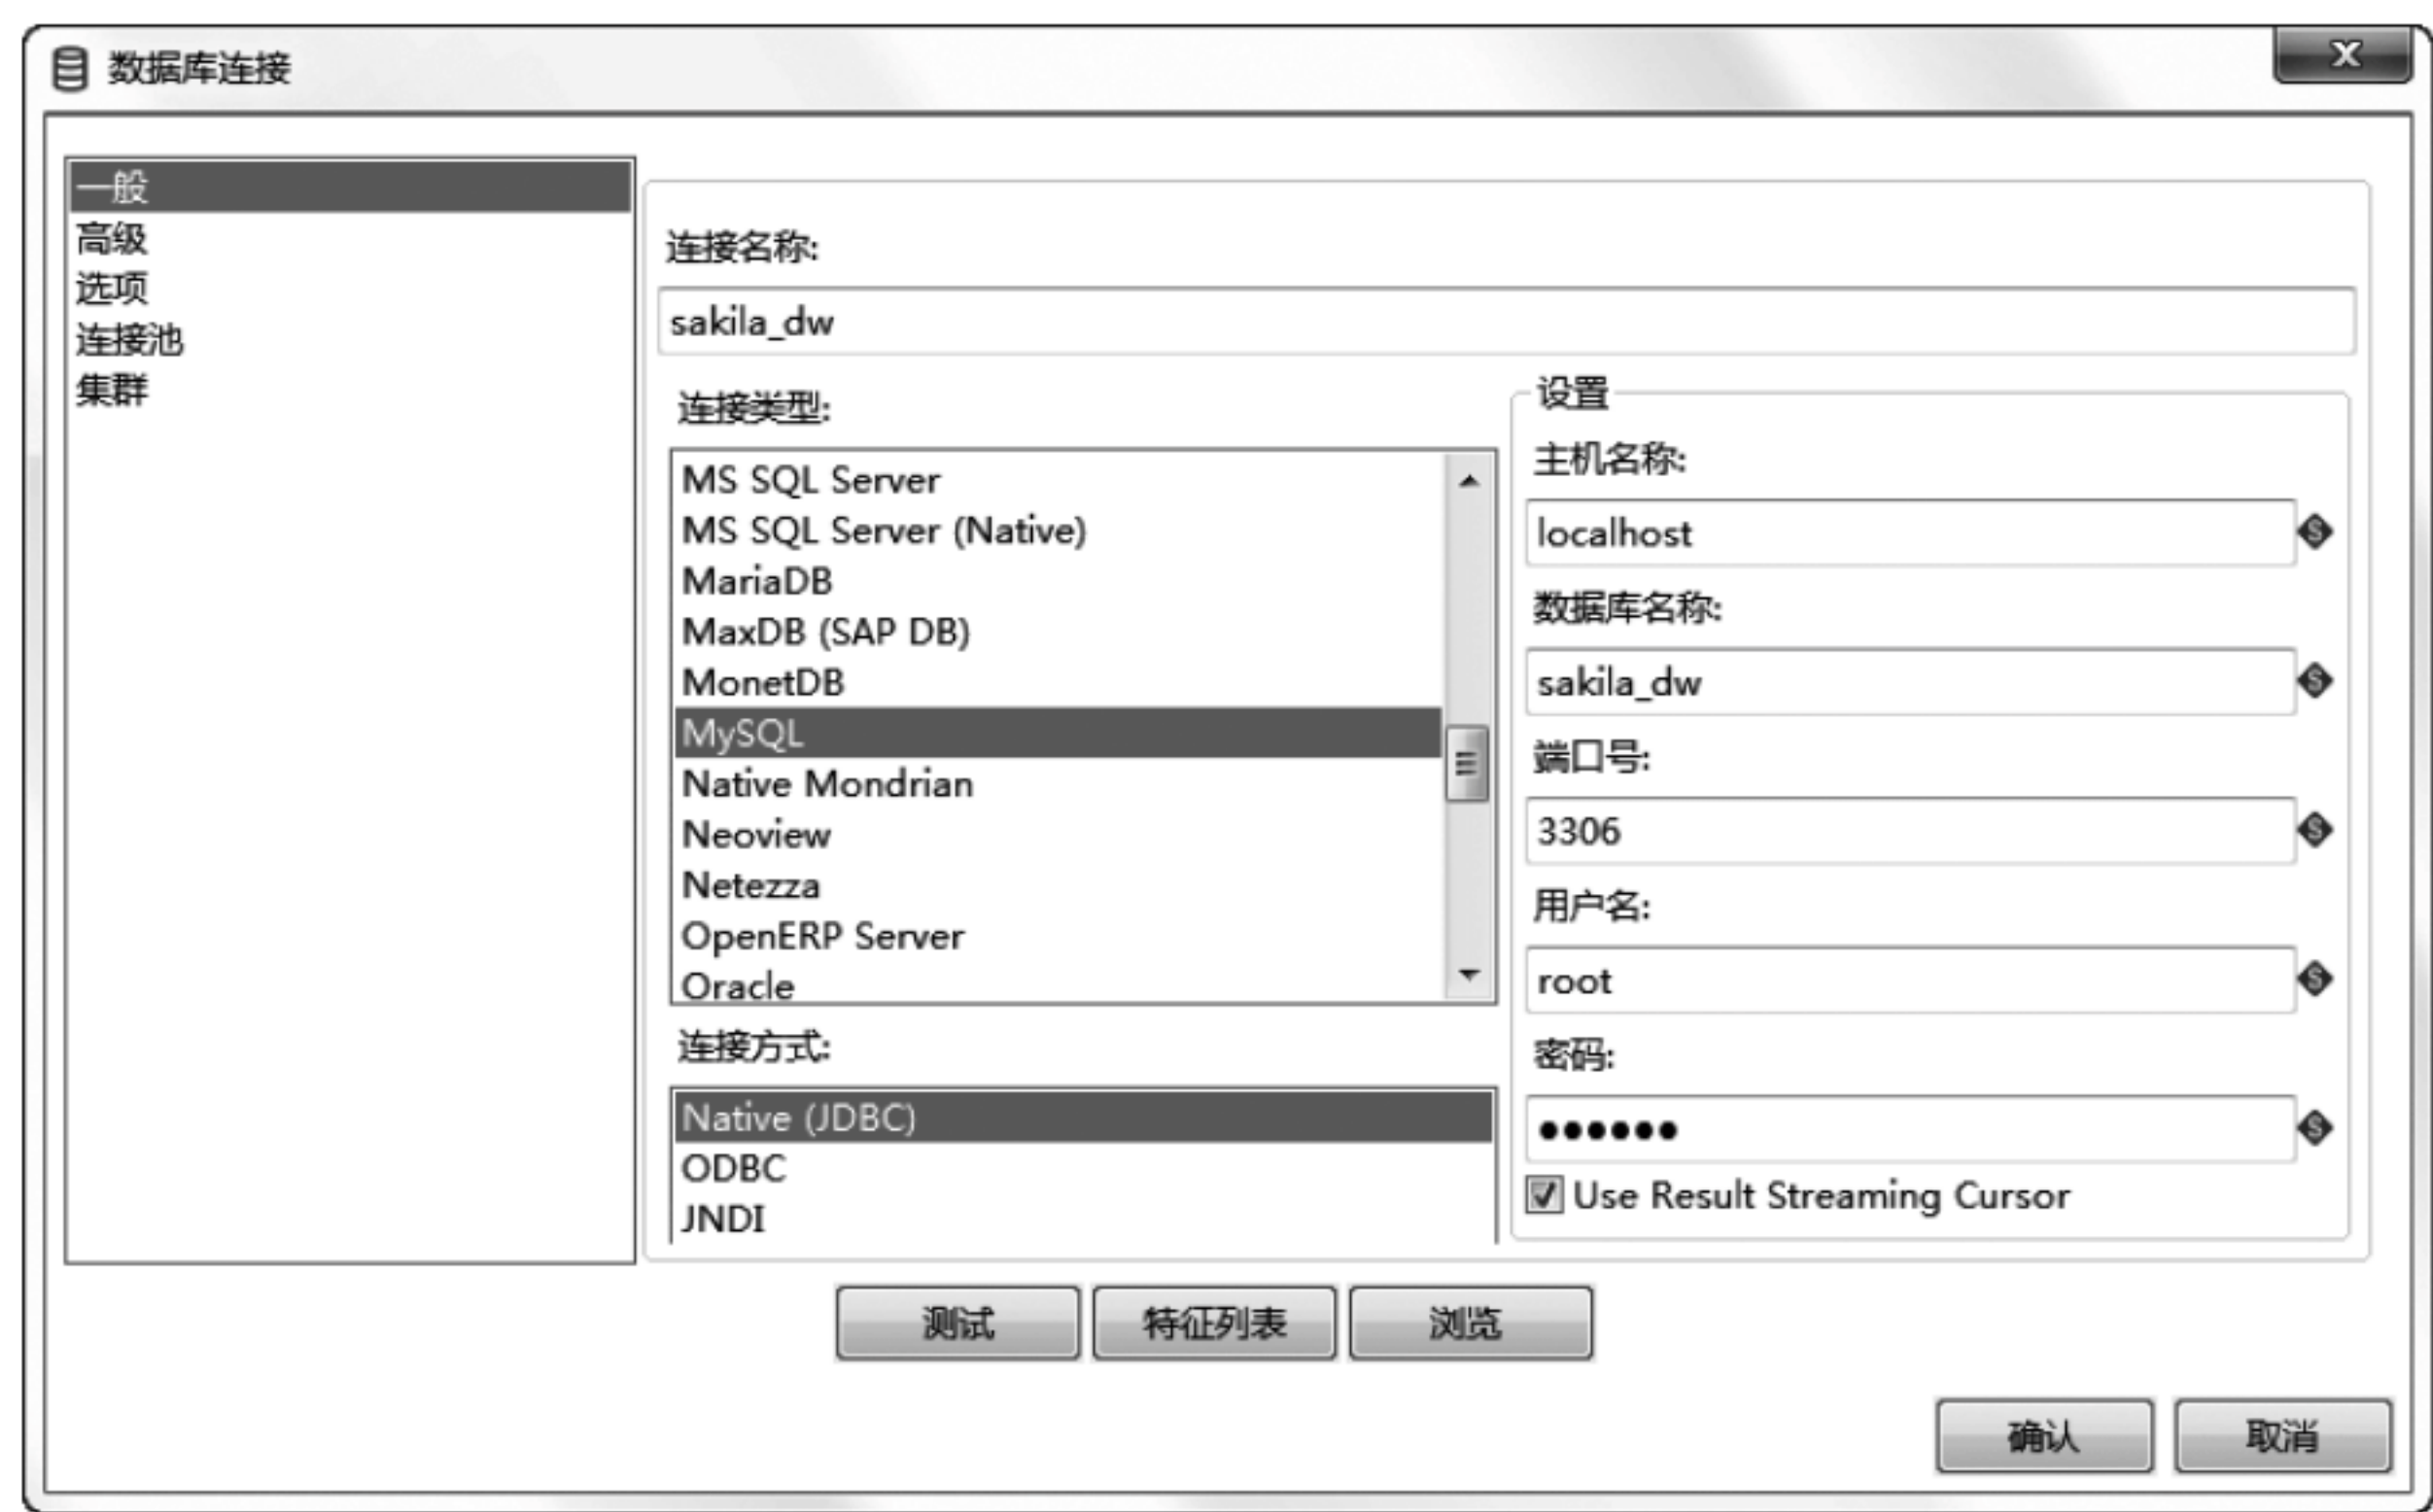 数据库连接
一般
高级
选项
连接池
集群
连接名称:
sakila_dw
连接类型:
MS SQL Server
MS SQL Server (Native)
MariaDB
MaxDB (SAP DB)
MonetDB
MySQL
Native Mondrian
Neoview
Netezza
OpenERP Server
Oracle
连接方式:
Native (JDBC)
ODBC
JNDI
设置
主机名称:
localhost
数据库名称:
sakila_dw
端口号:
3306
用户名:
root
密码:
●●●●●●
Use Result Streaming Cursor
测试
特征列表
浏览
确认
取消